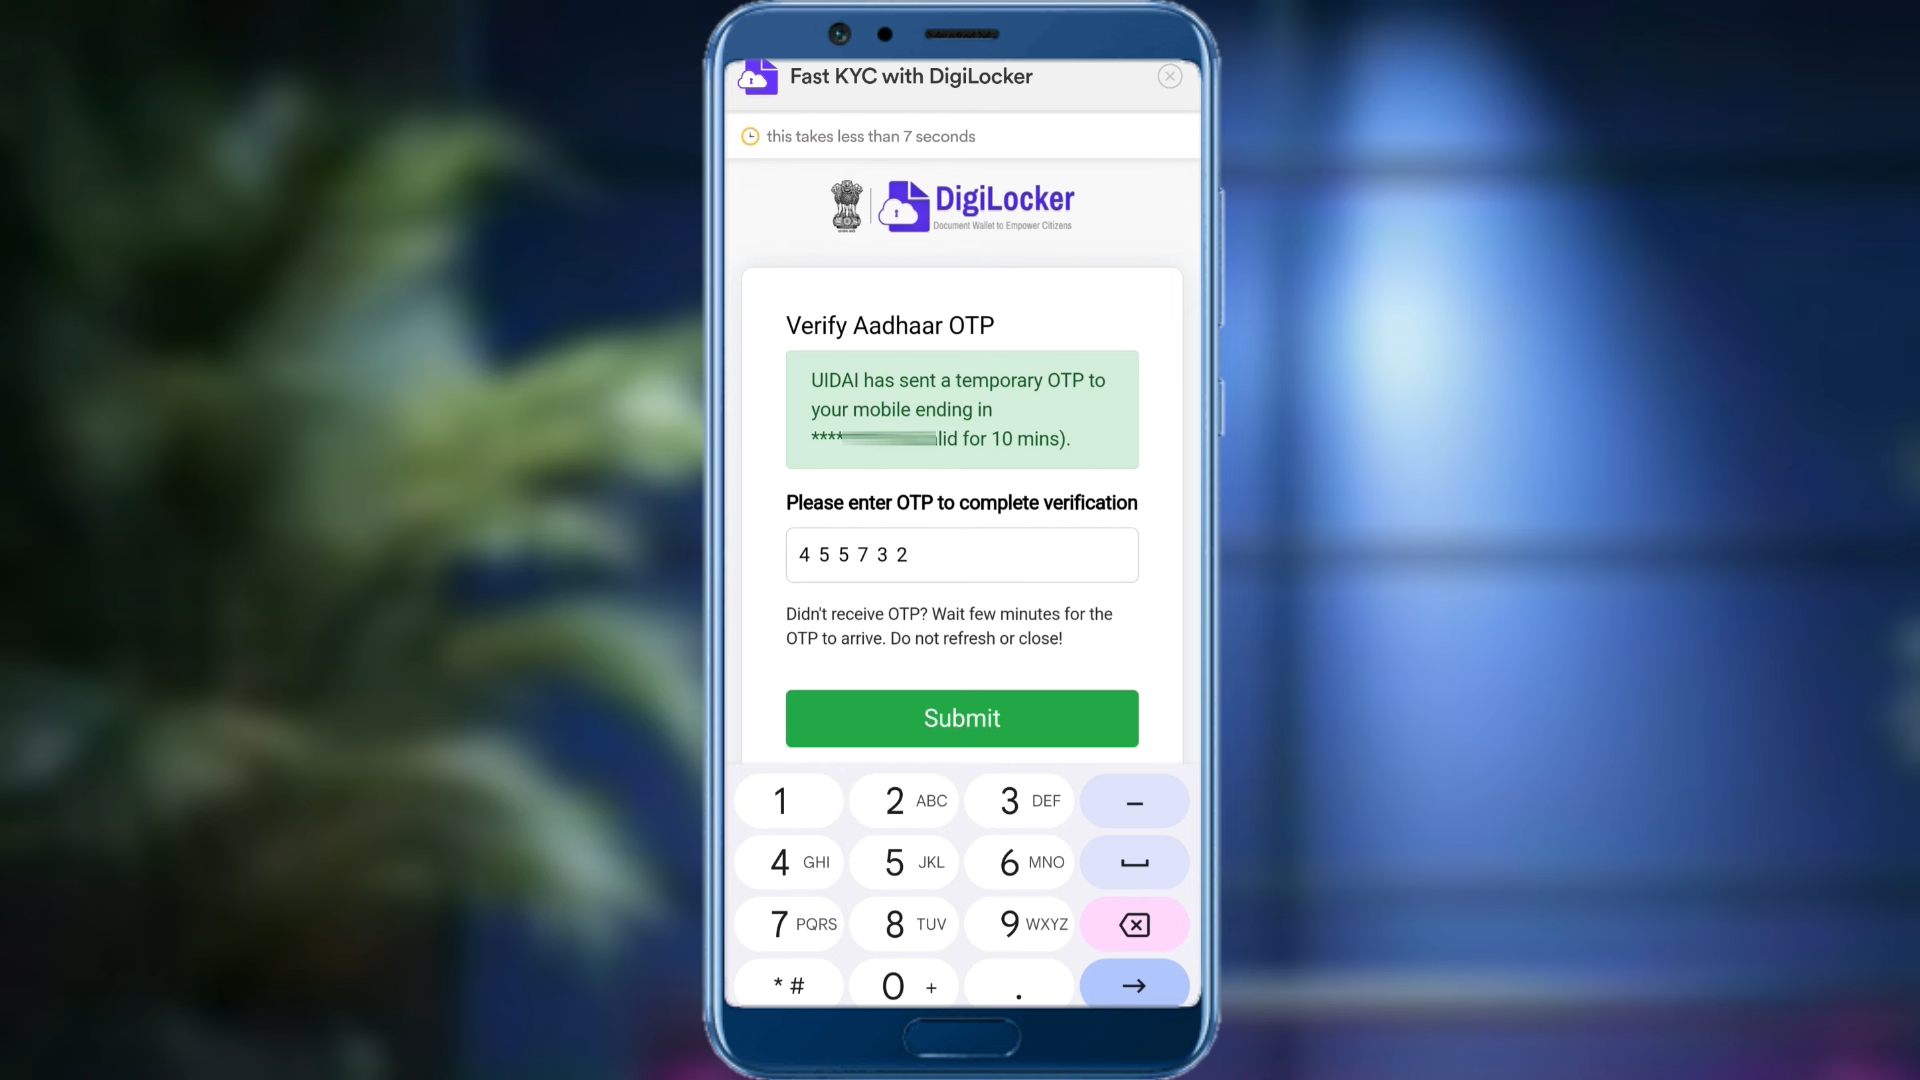 Fast KYC with DigiLocker
this takes less than 7 seconds
DigiLocker
Document Wallet to Empower Citizens
Verify Aadhaar OTP
UIDAI has sent a temporary OTP to
your mobile ending in
**** lid for 10 mins).
Please enter OTP to complete verification
4 5 5 7 3 2
Didn't receive OTP? Wait few minutes for the
OTP to arrive. Do not refresh or close!
Submit
1 2 ABC 3 DEF –
4 GHI 5 JKL 6 MNO
7 PQRS 8 TUV 9 WXYZ
* # 0 + . →